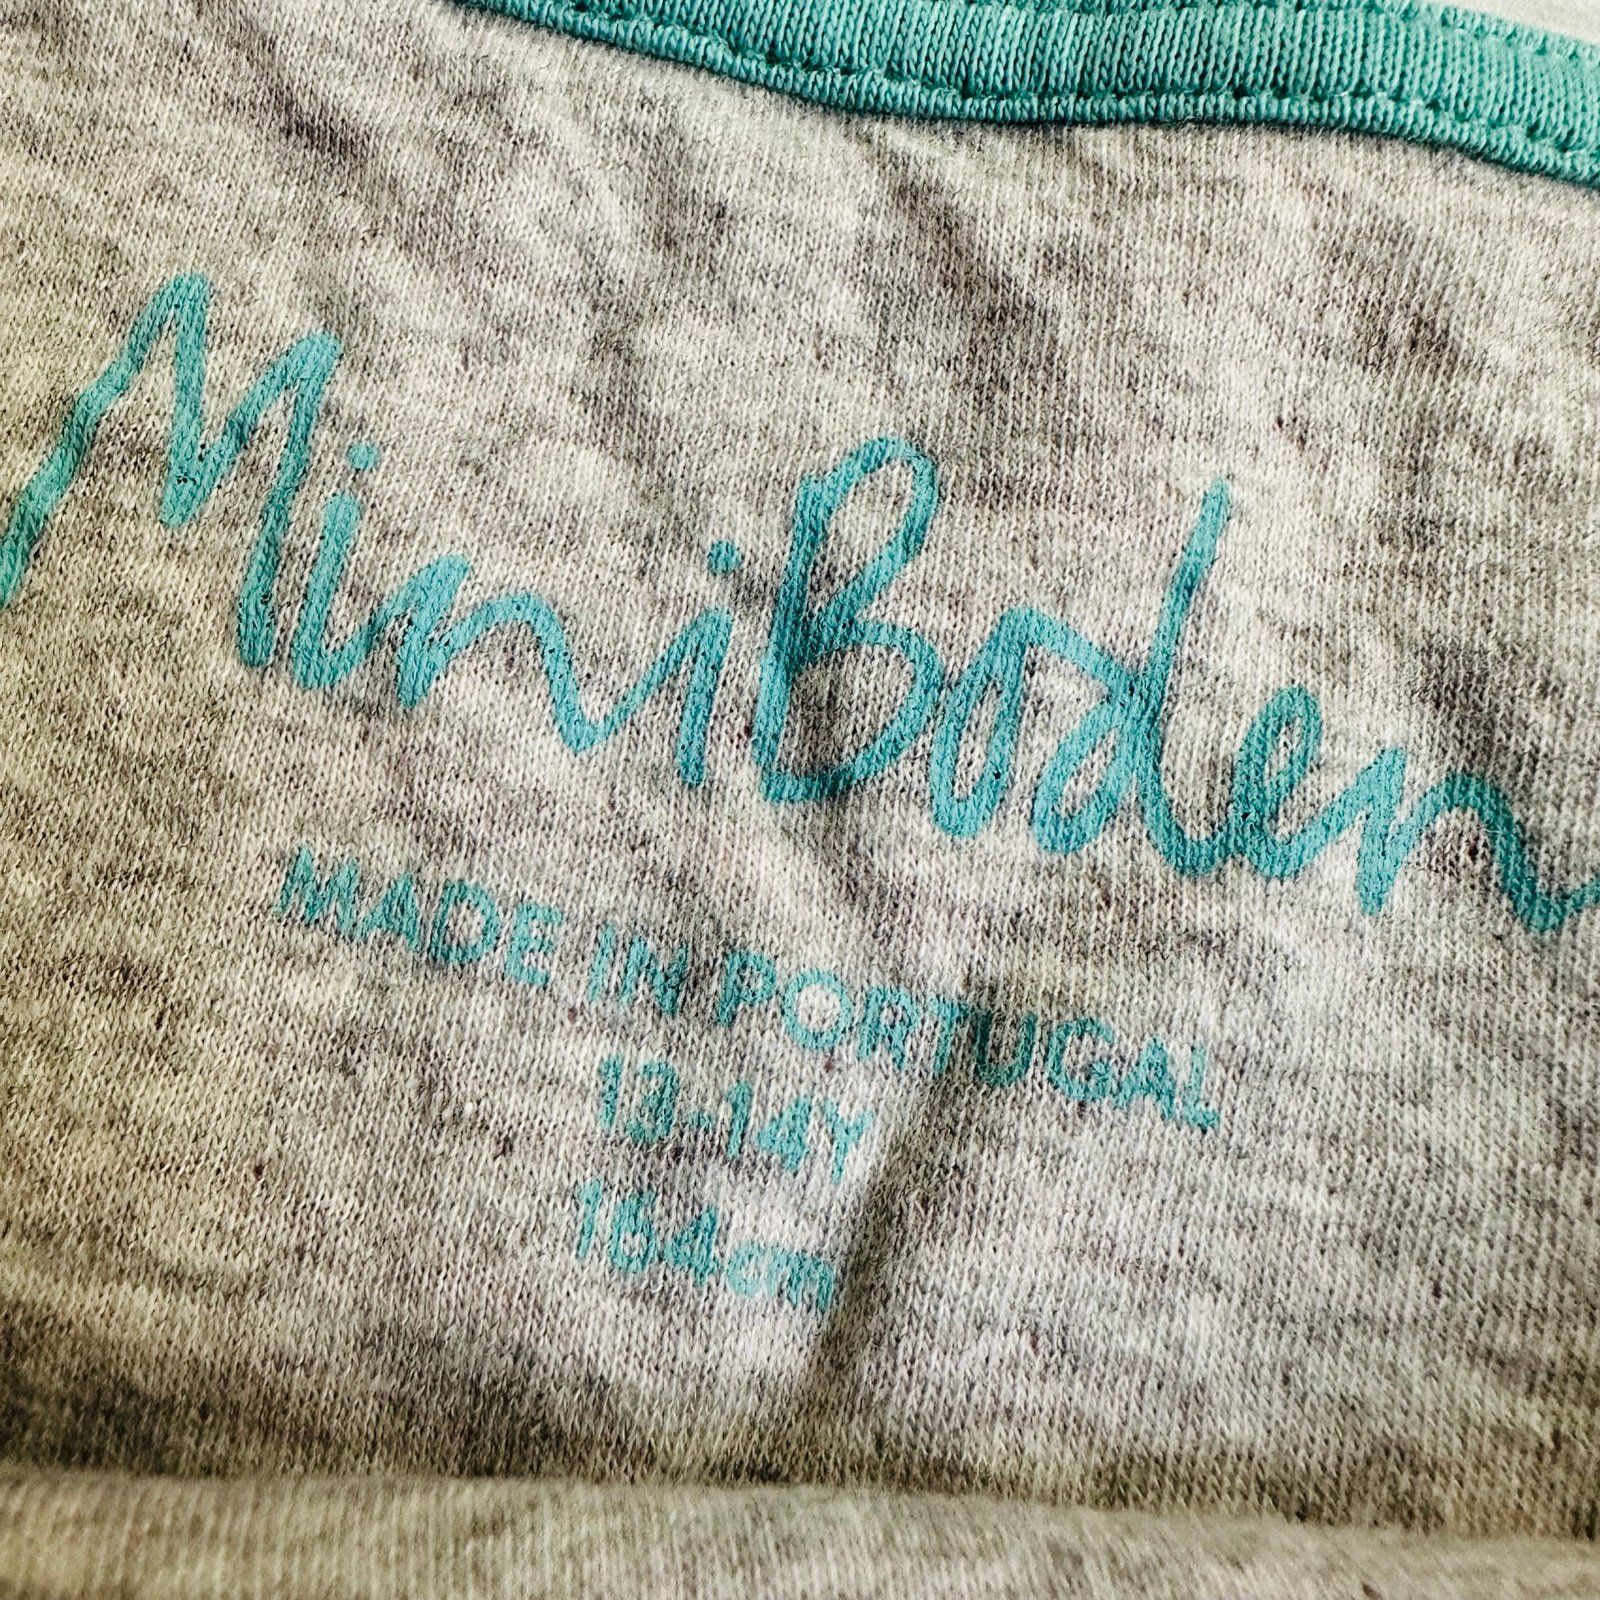 MiniBoden
MADE IN PORTUGAL
13-14Y
164cm